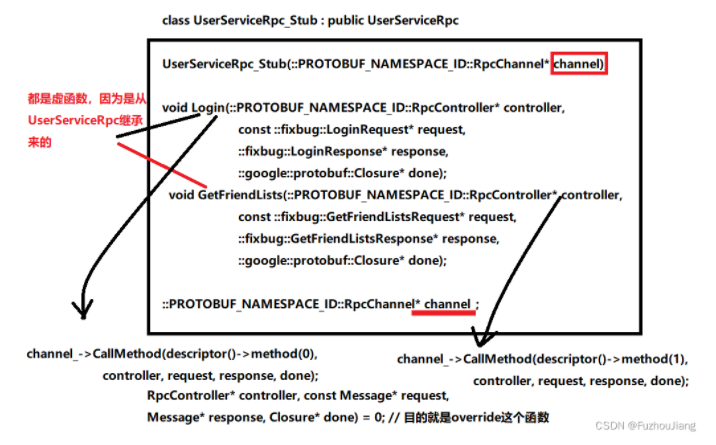 class UserServiceRpc_Stub : public UserServiceRpc
UserServiceRpc_Stub(::PROTOBUF_NAMESPACE_ID::RpcChannel* channel)
都是虚函数，因为是从
UserServiceRpc继承
来的
void Login(::PROTOBUF_NAMESPACE_ID::RpcController* controller,
const ::fixbug::LoginRequest* request,
::fixbug::LoginResponse* response,
::google::protobuf::Closure* done);
void GetFriendLists(::PROTOBUF_NAMESPACE_ID::RpcController* controller,
const ::fixbug::GetFriendListsRequest* request,
::fixbug::GetFriendListsResponse* response,
::google::protobuf::Closure* done);
::PROTOBUF_NAMESPACE_ID::RpcChannel* channel ;
channel_->CallMethod(descriptor()->method(0),
controller, request, response, done);
channel_->CallMethod(descriptor()->method(1),
controller, request, response, done);
RpcController* controller, const Message* request,
Message* response, Closure* done) = 0; // 目的就是override这个函数
CSDN @FuzhouJiang